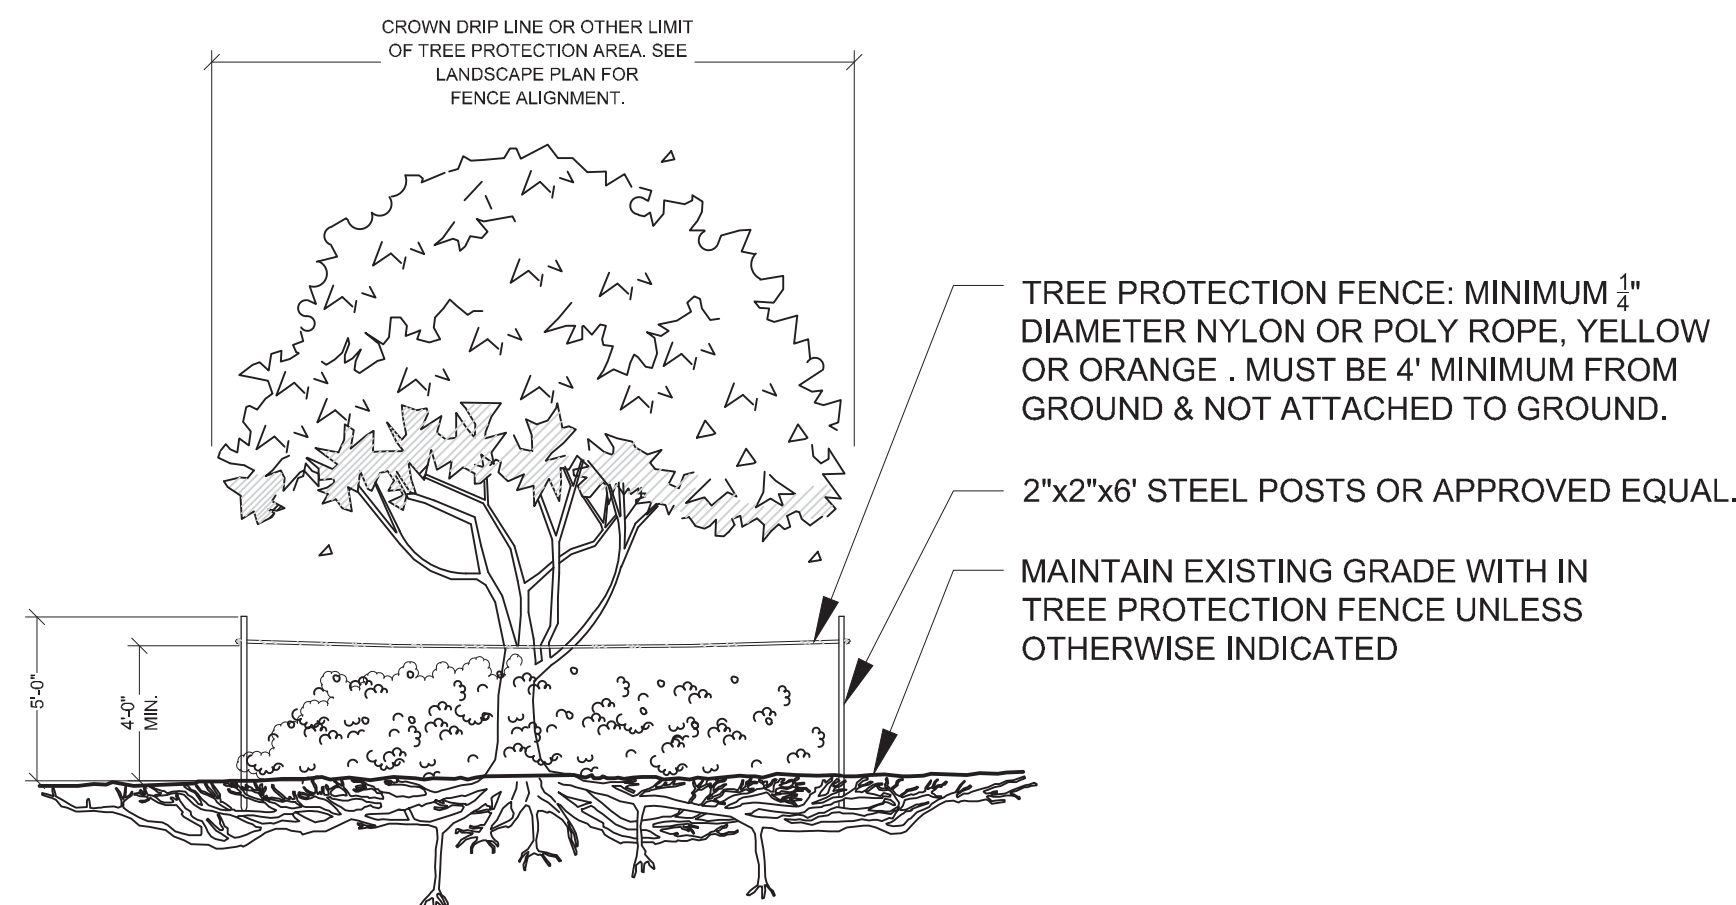 CROWN DRIP LINE OR OTHER LIMIT
OF TREE PROTECTION AREA. SEE
LANDSCAPE PLAN FOR
FENCE ALIGNMENT.
TREE PROTECTION FENCE: MINIMUM 1/4"
DIAMETER NYLON OR POLY ROPE, YELLOW
OR ORANGE . MUST BE 4' MINIMUM FROM
GROUND & NOT ATTACHED TO GROUND.
2"x2"x6' STEEL POSTS OR APPROVED EQUAL.
MAINTAIN EXISTING GRADE WITH IN
TREE PROTECTION FENCE UNLESS
OTHERWISE INDICATED
5'-0"
4'-0"
MIN.